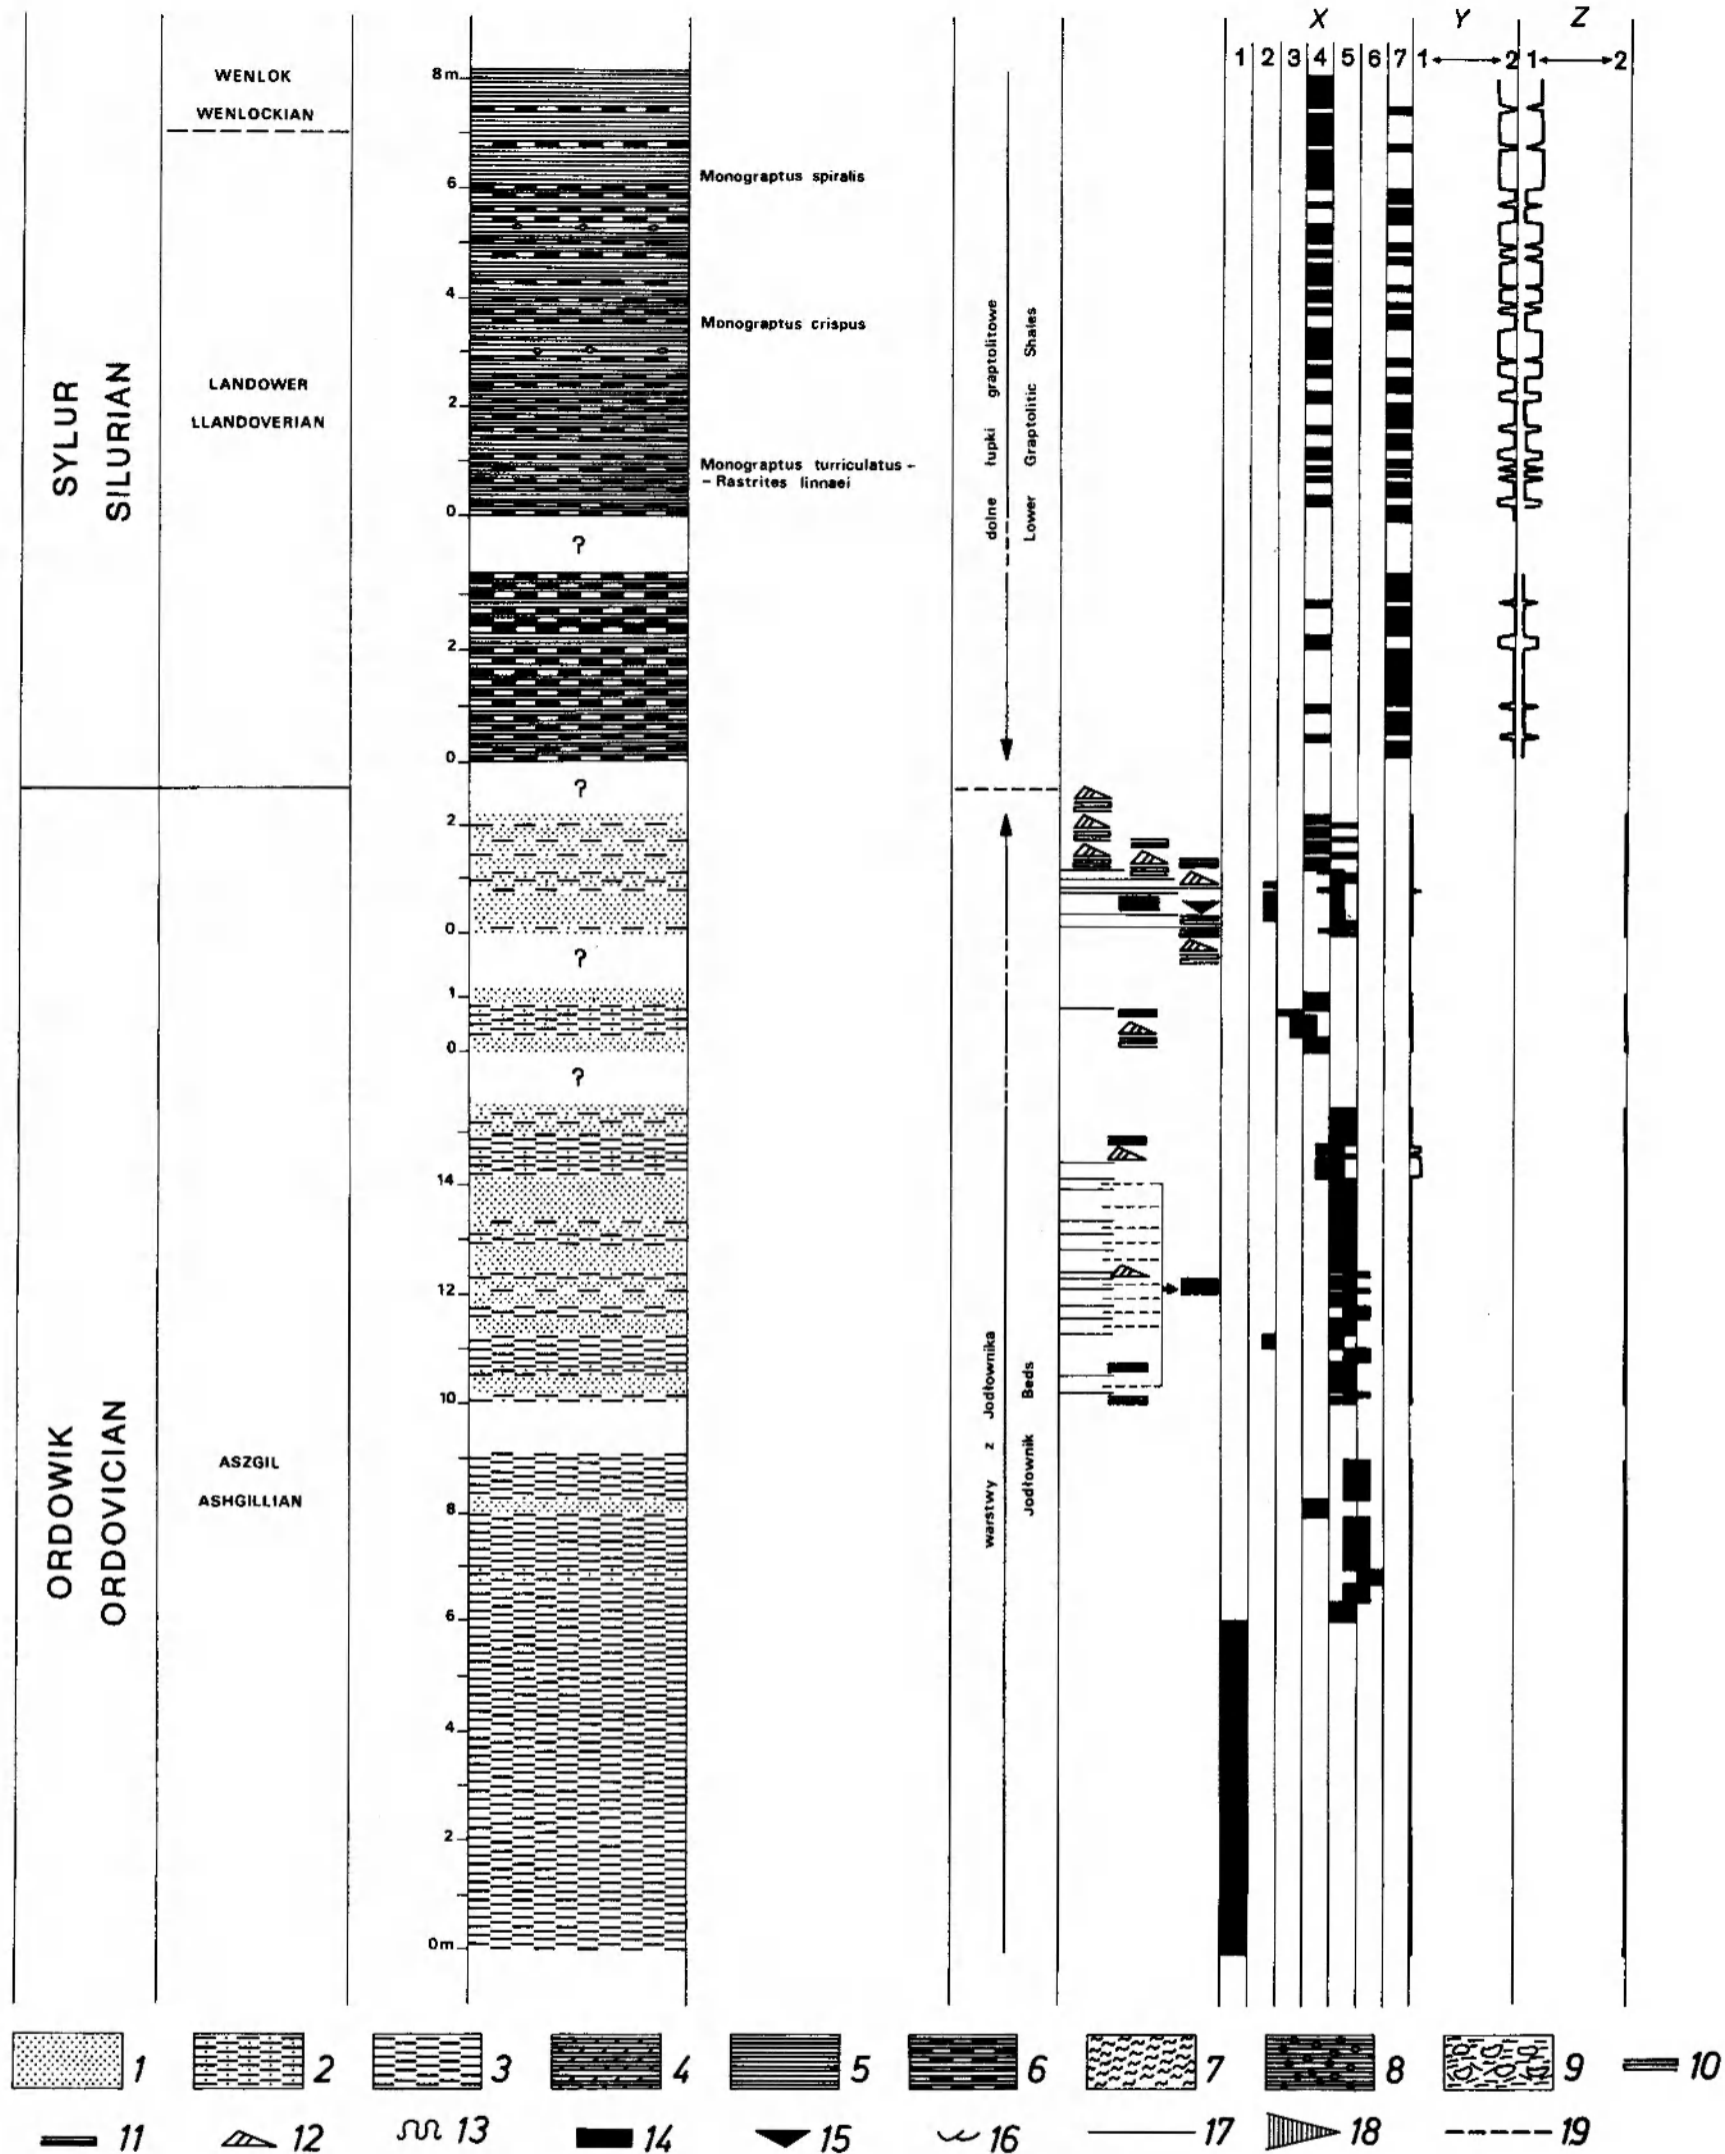 X Y Z
1 2 3 4 5 6 7 1 2 1 2
WENLOK
WENLOCKIAN
8 m
Monograptus spiralis
6
4
Monograptus crispus
SYLUR
SILURIAN
LANDOWER
LLANDOVERIAN
2
Monograptus turriculatus -
- Rastrites linnaei
0
?
2
0
dolne łupki graptolitowe
Lower Graptolitic Shales
?
2
0
?
1
0
?
14
12
10
8
6
4
2
0m
ORDOWIK
ORDOVICIAN
ASZGIL
ASHGILLIAN
warstwy z Jodłownika
Jodłownik Beds
1 2 3 4 5 6 7 8 9 10
11 12 13 14 15 16 17 18 19